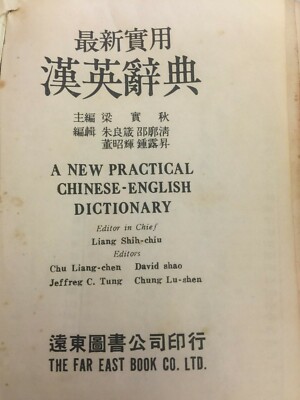 最新實用
漢英辭典
主編 梁實秋
編輯 朱良箴 邵廓清
董昭輝 鍾露昇
A NEW PRACTICAL
CHINESE-ENGLISH
DICTIONARY
Editor in Chief
Liang Shih-chiu
Editors
Chu Liang-chen David shao
Jeffreg C. Tung Chung Lu-shen
遠東圖書公司印行
THE FAR EAST BOOK CO. LTD.